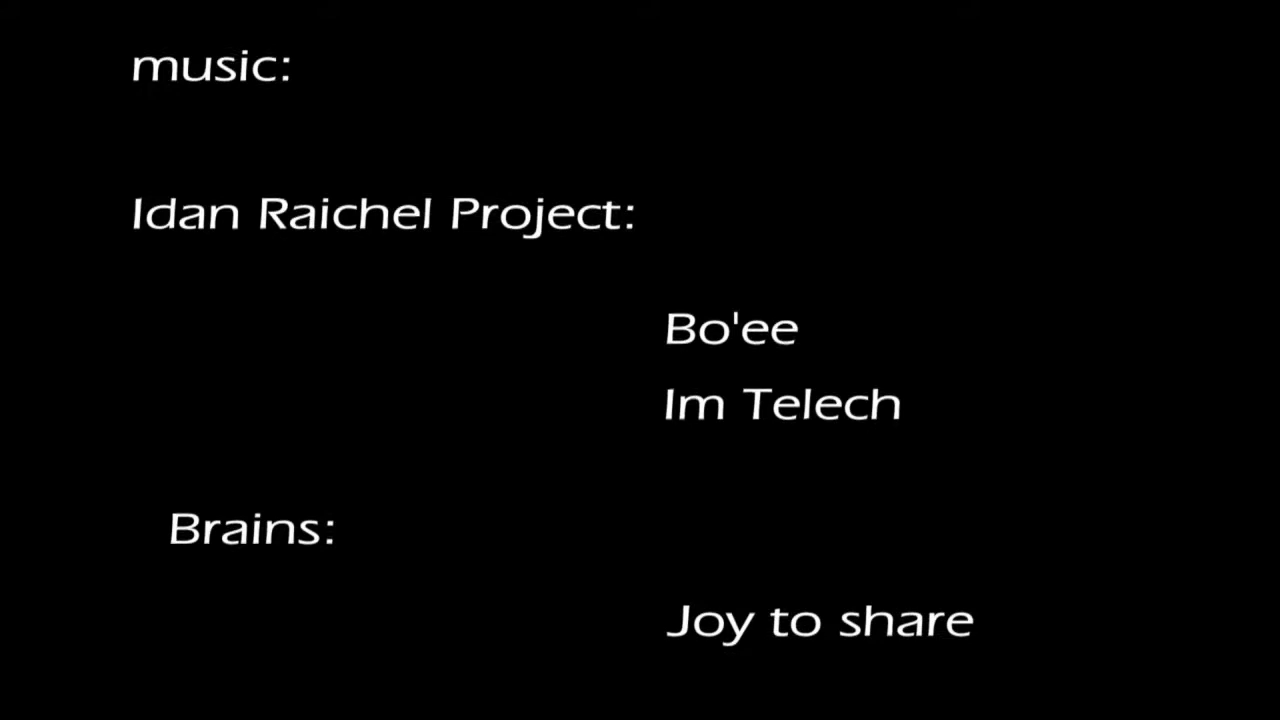 music:
Idan Raichel Project:
Bo'ee
Im Telech
Brains:
Joy to share